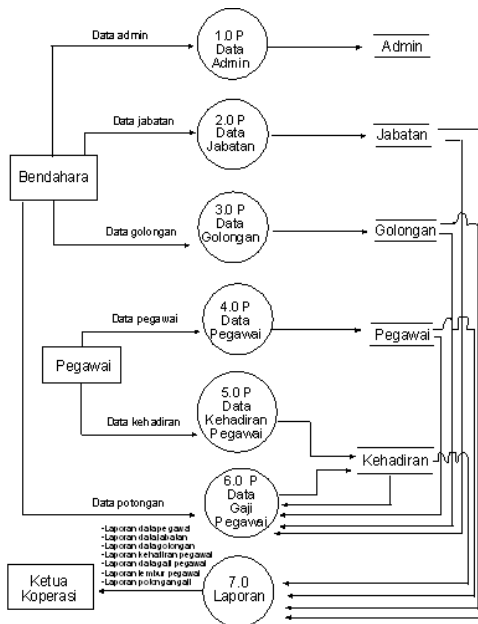 Data admin
1.0 P
Data
Admin
Admin
Data jabatan
2.0 P
Data
Jabatan
Jabatan
Bendahara
Data golongan
3.0 P
Data
Golongan
Golongan
Data pegawai
4.0 P
Data
Pegawai
Pegawai
Pegawai
Data kehadiran
5.0 P
Data
Kehadiran
Pegawai
Kehadiran
Data potongan
6.0 P
Data
Gaji
Pegawai
-Laporan data pegawai
-Laporan data jabatan
-Laporan data golongan
-Laporan kehadiran pegawai
-Laporan data gaji pegawai
-Laporan lembur pegawai
-Laporan potongan gaji
Ketua
Koperasi
7.0
Laporan